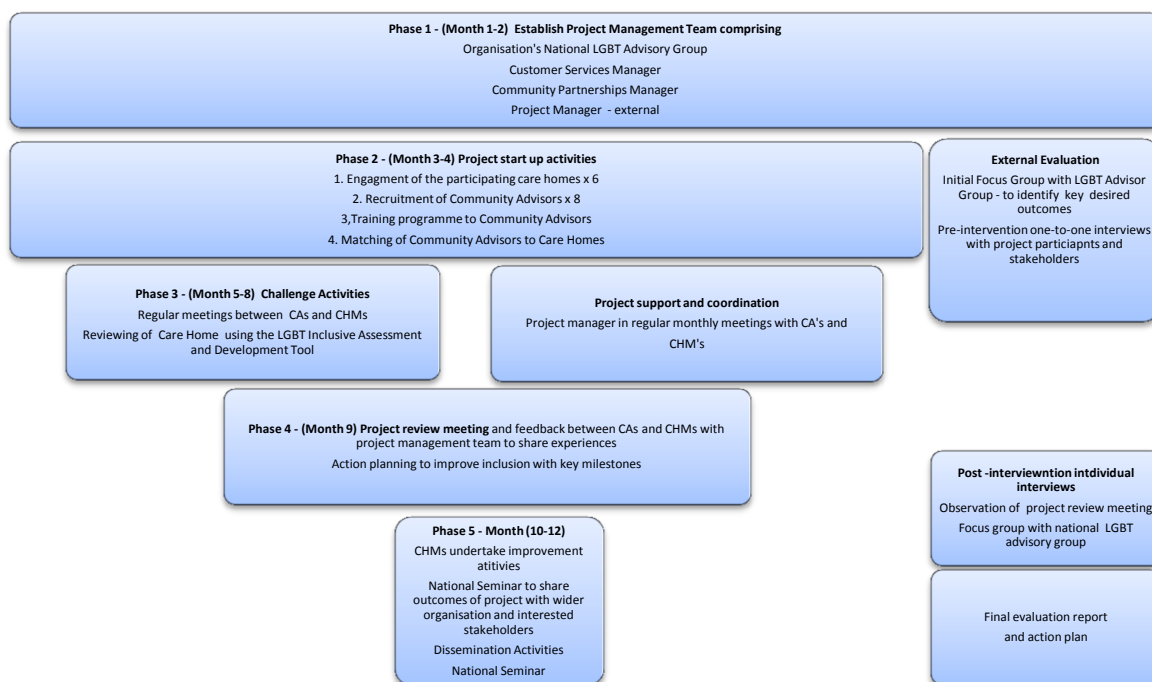 Phase 1 - (Month 1-2)  Establish Project Management Team comprising
Organisation's National LGBT Advisory Group
Customer Services Manager
Community Partnerships Manager
Project Manager  - external
Phase 2 - (Month 3-4) Project start up activities
1. Engagment of the participating care homes x 6
2. Recruitment of Community Advisors x 8
3,Training programme to Community Advisors
4. Matching of Community Advisors to Care Homes
External Evaluation
Initial Focus Group with LGBT Advisor
Group - to identify  key  desired
outcomes
Pre-intervention one-to-one interviews
with project particiapnts and
stakeholders
Phase 3 - (Month 5-8)  Challenge Activities
Regular meetings between  CAs and CHMs
Reviewing of  Care Home  using the LGBT Inclusive Assessment
and Development Tool
Project support and coordination
Project manager in regular monthly meetings with CA's and
CHM's
Phase 4 - (Month 9) Project review meeting and feedback between CAs and CHMs with
project management team to share experiences
Action planning to improve inclusion with key milestones
Post -interviewntion intdividual
interviews
Observation of  project review meeting
Focus group with national  LGBT
advisory group
Phase 5 - Month (10-12)
CHMs undertake improvement
atitivies
National Seminar to share
outcomes of project with wider
organisation and interested
stakeholders
Dissemination Activities
National Seminar
Final evaluation report
and action plan